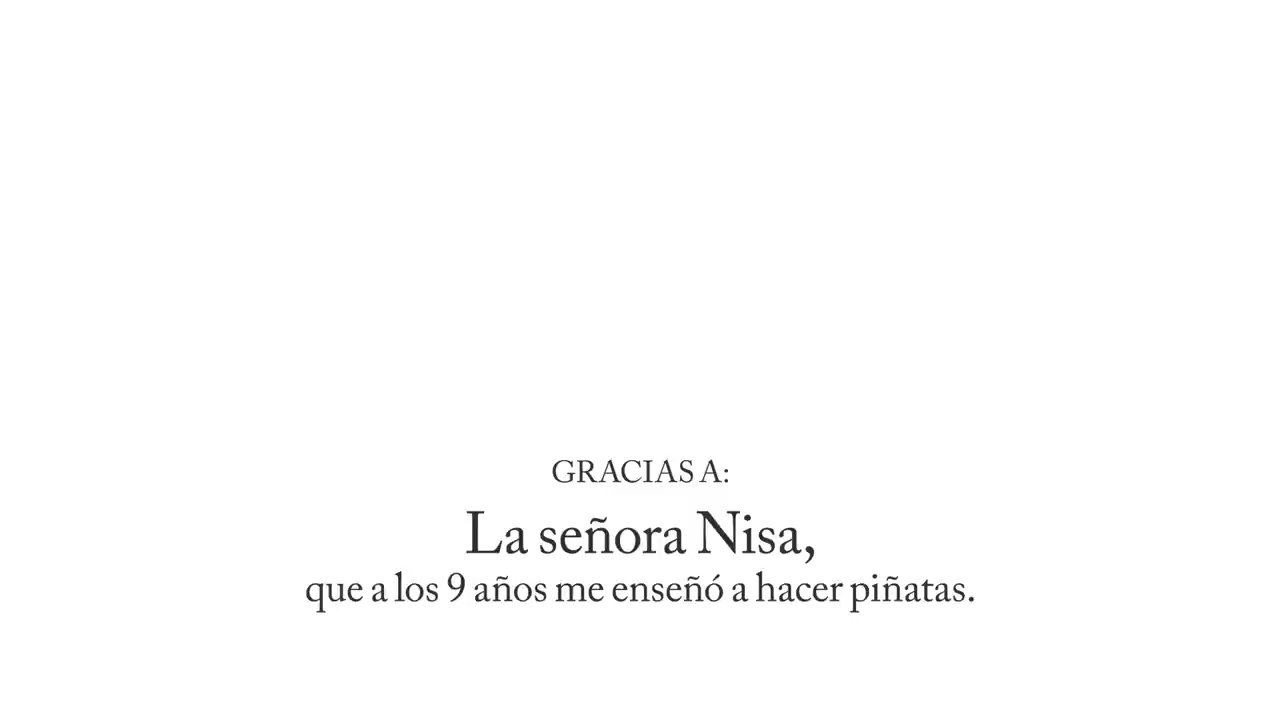 GRACIAS A:
La señora Nisa,
que a los 9 años me enseñó a hacer piñatas.